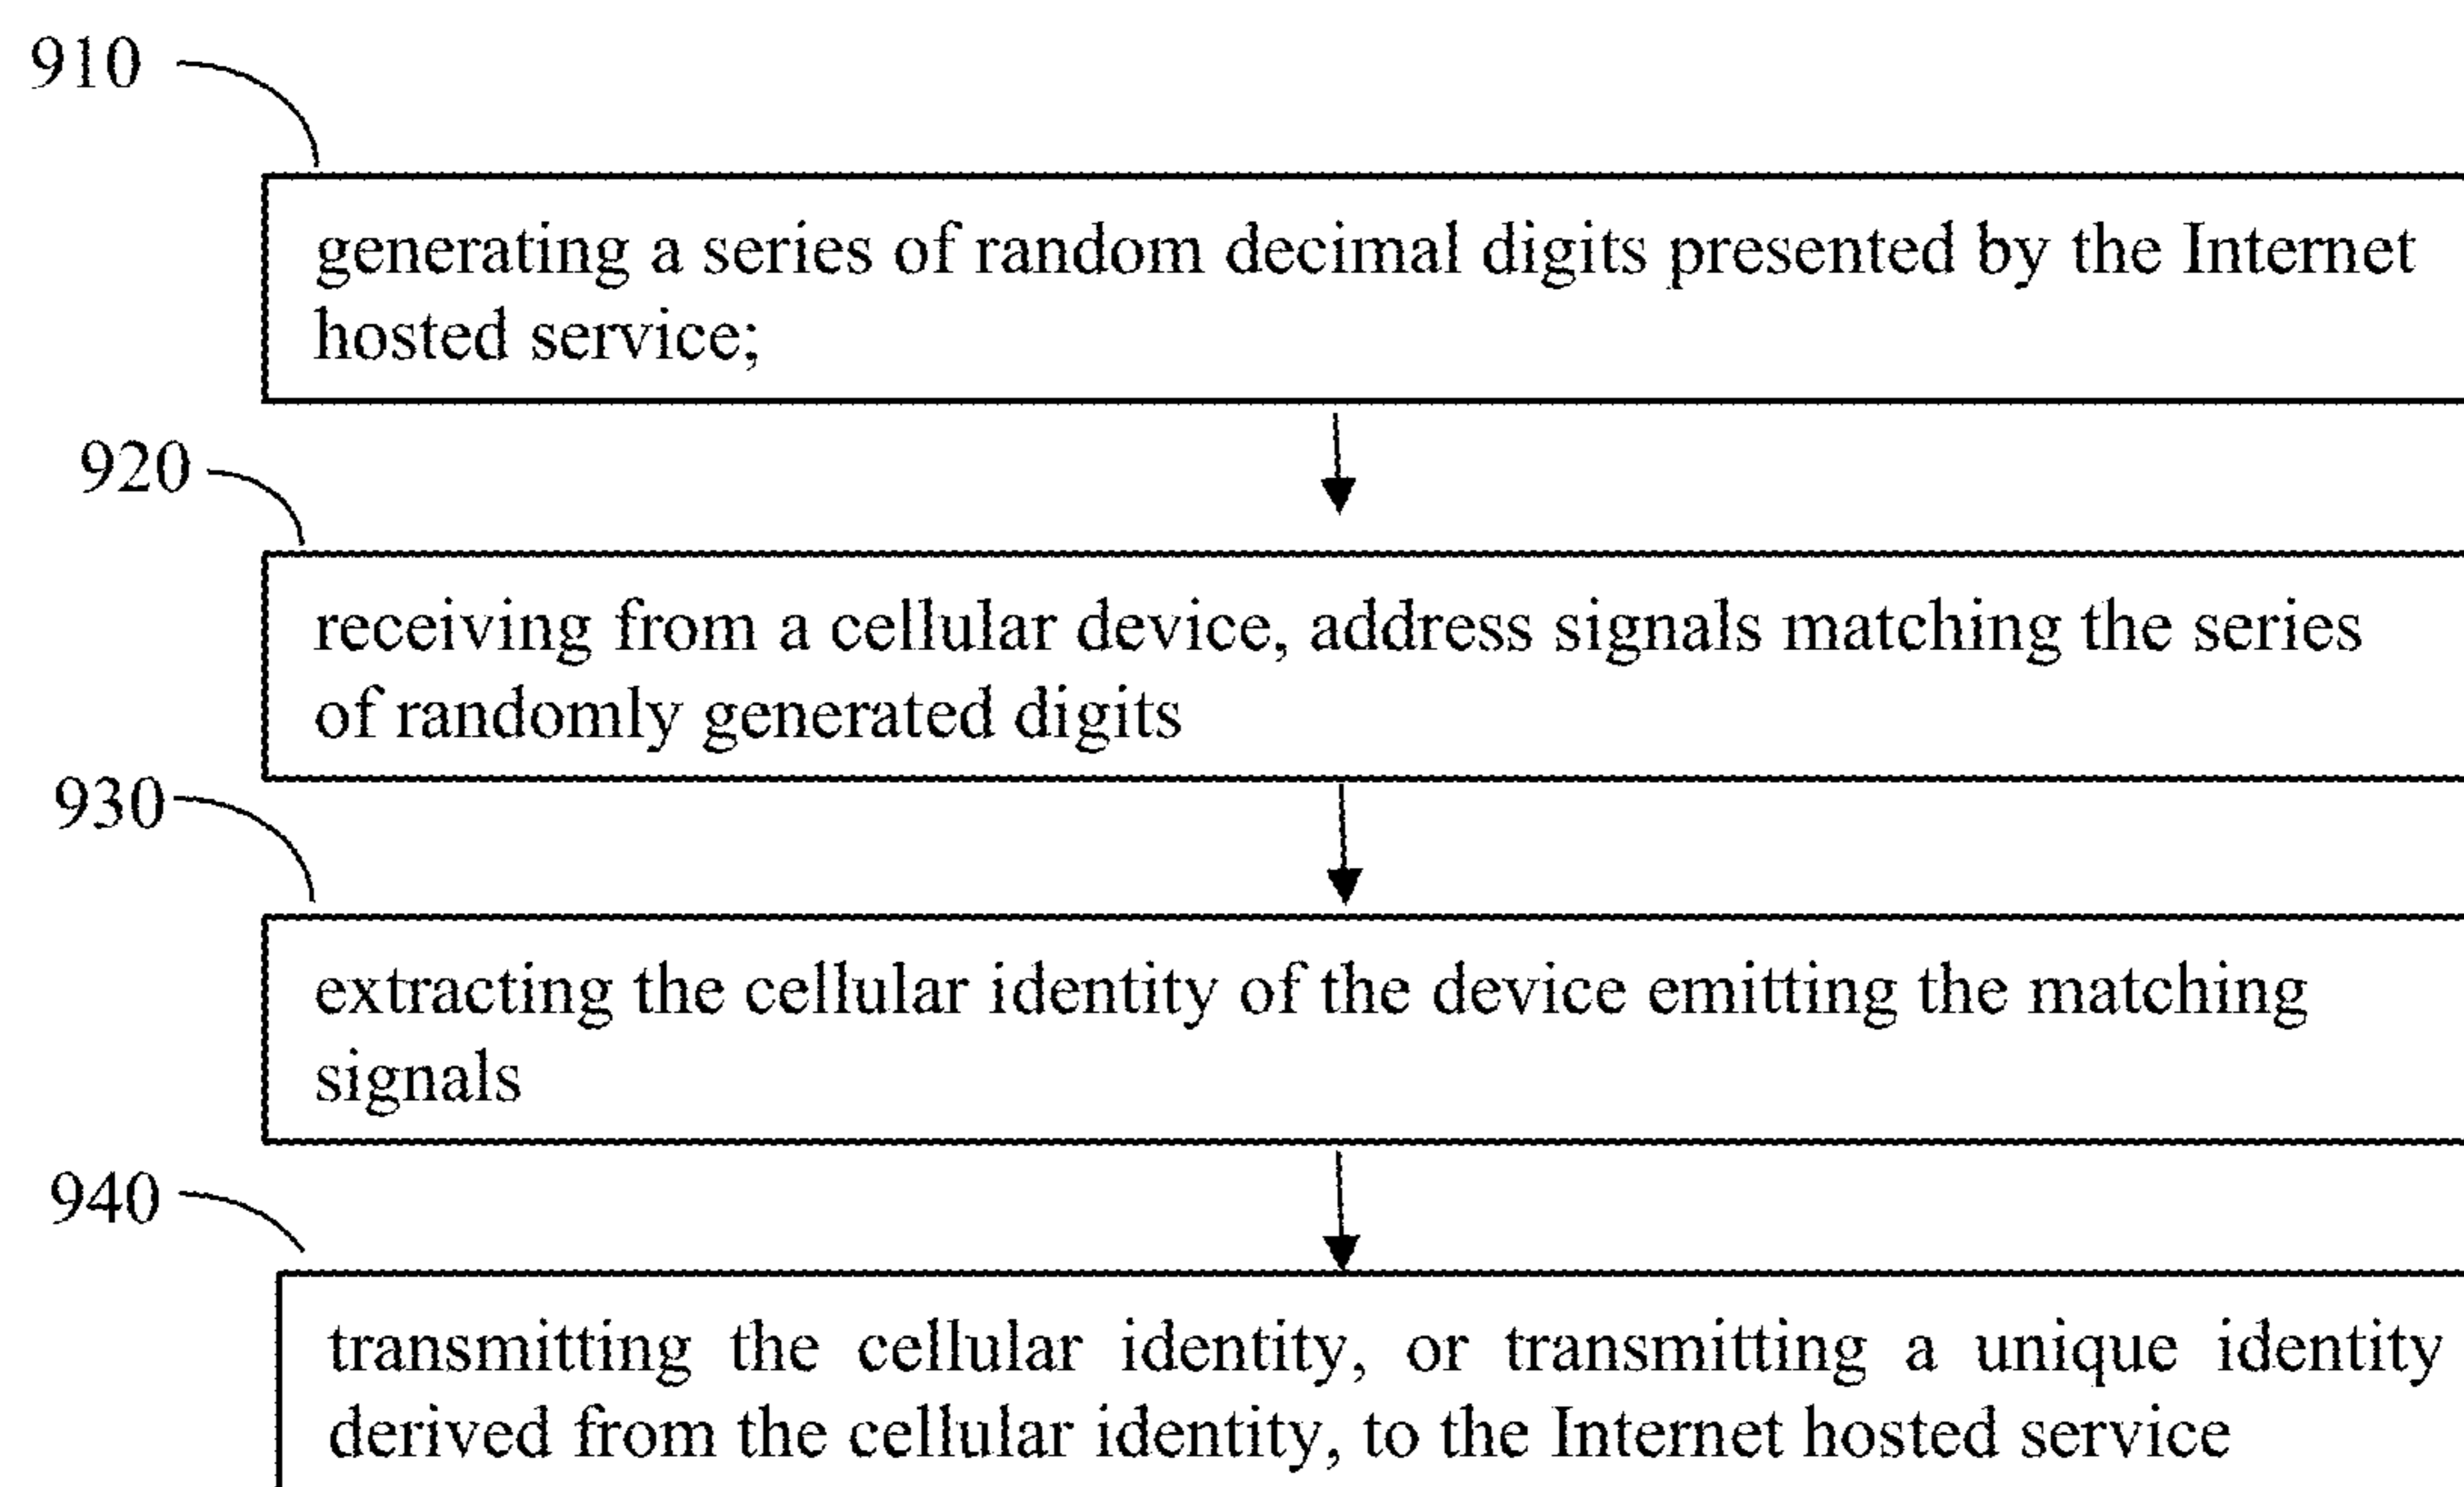 910
generating a series of random decimal digits presented by the Internet
hosted service;
920
receiving from a cellular device, address signals matching the series
of randomly generated digits
930
extracting the cellular identity of the device emitting the matching
signals
940
transmitting the cellular identity, or transmitting a unique identity
derived from the cellular identity, to the Internet hosted service